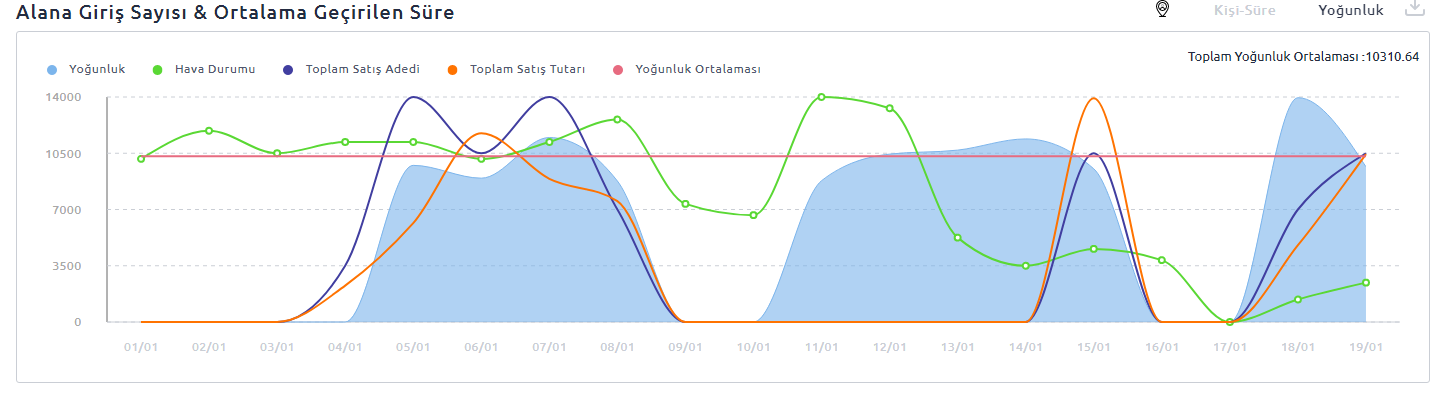 Alana Giriş Sayısı & Ortalama Geçirilen Süre
Kişi-Süre Yoğunluk
Toplam Yoğunluk Ortalaması :10310.64
Yoğunluk Hava Durumu Toplam Satış Adedi Toplam Satış Tutarı Yoğunluk Ortalaması
14000
10500
7000
3500
0
01/01 02/01 03/01 04/01 05/01 06/01 07/01 08/01 09/01 10/01 11/01 12/01 13/01 14/01 15/01 16/01 17/01 18/01 19/01